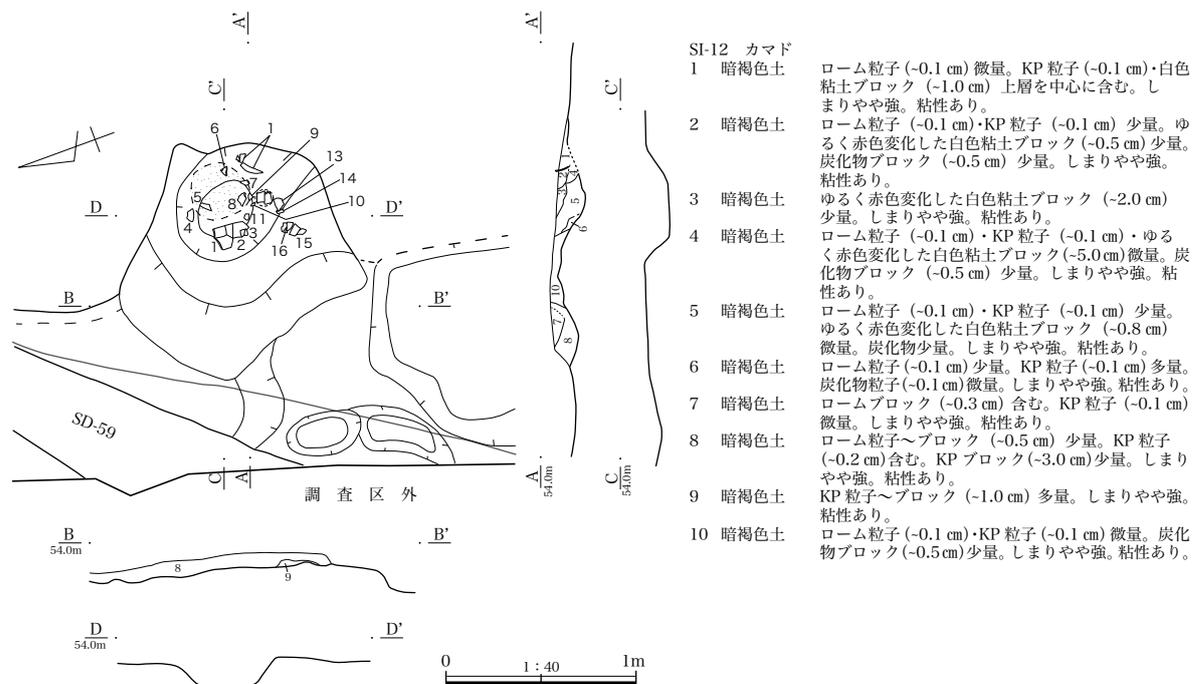 A'
A'
C'
C'
6
1
9
13
14
10
7
5
8
D
D'
4
9
11
1
2
3
16
15
B
B'
SD-59
C
A
調査区外
A
54.0m
C
54.0m
1
2
4
3
5
6
10
7
8
B
54.0m
B'
8
9
D
54.0m
D'
0
1：40
1m
SI-12　カマド
1　暗褐色土　ローム粒子 (~0.1 ㎝) 微量。KP 粒子 (~0.1 ㎝)・白色
粘土ブロック（~1.0 ㎝）上層を中心に含む。し
まりやや強。粘性あり。
2　暗褐色土　ローム粒子（~0.1 ㎝)・KP 粒子（~0.1 ㎝）少量。ゆ
るく赤色変化した白色粘土ブロック(~0.5 ㎝) 少量。
炭化物ブロック（~0.5 ㎝）少量。しまりやや強。
粘性あり。
3　暗褐色土　ゆるく赤色変化した白色粘土ブロック（~2.0 ㎝）
少量。しまりやや強。粘性あり。
4　暗褐色土　ローム粒子（~0.1 ㎝）・KP 粒子（~0.1 ㎝）・ゆる
く赤色変化した白色粘土ブロック(~5.0㎝)微量。炭
化物ブロック（~0.5 ㎝）少量。しまりやや強。粘
性あり。
5　暗褐色土　ローム粒子（~0.1 ㎝）・KP 粒子（~0.1 ㎝）少量。
ゆるく赤色変化した白色粘土ブロック（~0.8 ㎝）
微量。炭化物少量。しまりやや強。粘性あり。
6　暗褐色土　ローム粒子 (~0.1 ㎝) 少量。KP 粒子 (~0.1 ㎝) 多量。
炭化物粒子(~0.1㎝)微量。しまりやや強。粘性あり。
7　暗褐色土　ロームブロック（~0.3 ㎝）含む。KP 粒子（~0.1 ㎝)
微量。しまりやや強。粘性あり。
8　暗褐色土　ローム粒子～ブロック（~0.5 ㎝）少量。KP 粒子
(~0.2 ㎝)含む。KP ブロック(~3.0 ㎝)少量。しまり
やや強。粘性あり。
9　暗褐色土　KP 粒子～ブロック（~1.0 ㎝）多量。しまりやや強。
粘性あり。
10　暗褐色土　ローム粒子 (~0.1 ㎝)・KP 粒子 (~0.1 ㎝) 微量。炭化
物ブロック(~0.5㎝)少量。しまりやや強。粘性あり。